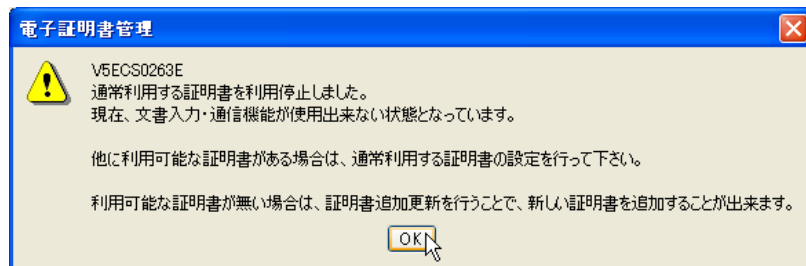 電子証明書管理
V5ECS0263E
通常利用する証明書を利用停止しました。
現在、文書入力・通信機能が使用出来ない状態となっています。
他に利用可能な証明書がある場合は、通常利用する証明書の設定を行って下さい。
利用可能な証明書が無い場合は、証明書追加更新を行うことで、新しい証明書を追加することが出来ます。
OK